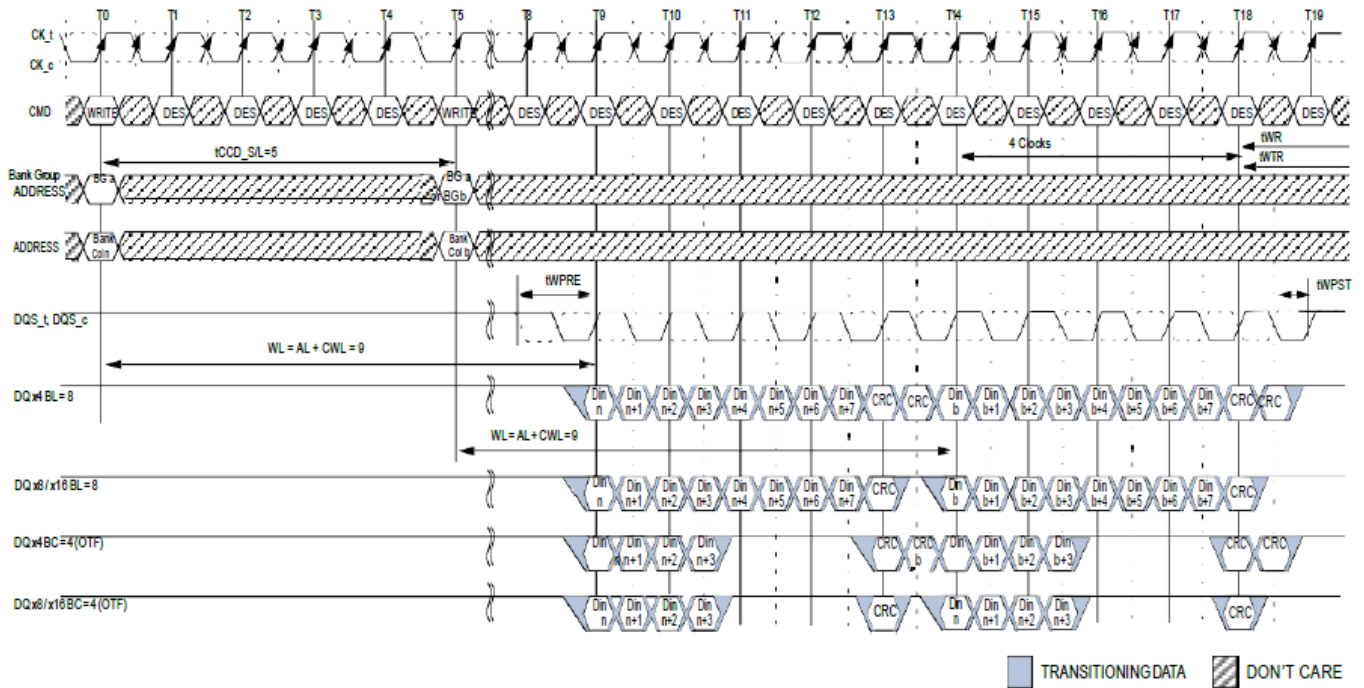 T0 T1 T2 T3 T4 T5 T8 T9 T10 T11 T12 T13 T14 T15 T16 T17 T18 T19
CK_t
CK_c
CMD WRITE DES DES DES DES WRITE DES DES DES DES DES DES DES DES DES DES DES DES
tCCD_S/L=5 4 Clocks tWR
tWTR
Bank Group
ADDRESS BG a BG a
or BG b
ADDRESS Bank Bank
Col n Col b
tWPRE tWPST
DQS_t, DQS_c
WL = AL + CWL = 9
DQx4 BL = 8 Din Din Din Din Din Din Din Din CRC CRC Din Din Din Din Din Din Din Din CRC CRC
n n+1 n+2 n+3 n+4 n+5 n+6 n+7 b b+1 b+2 b+3 b+4 b+5 b+6 b+7
WL = AL + CWL = 9
DQx8/x16 BL=8 Din Din Din Din Din Din Din Din CRC Din Din Din Din Din Din Din Din CRC
n n+1 n+2 n+3 n+4 n+5 n+6 n+7 b b+1 b+2 b+3 b+4 b+5 b+6 b+7
DQx4 BC=4 (OTF) Din Din Din Din CRC CRC Din Din Din Din CRC CRC
n n+1 n+2 n+3 b b+1 b+2 b+3
DQx8/x16 BC=4 (OTF) Din Din Din Din CRC Din Din Din Din CRC
n n+1 n+2 n+3 n n+1 n+2 n+3
TRANSITIONING DATA DON'T CARE